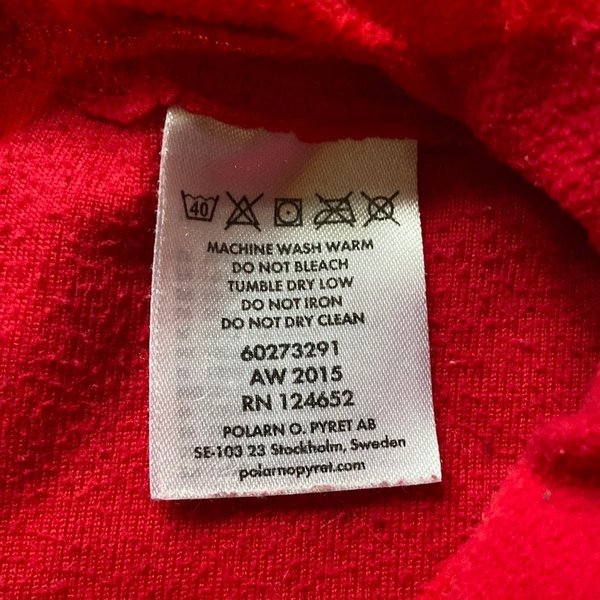 40
MACHINE WASH WARM
DO NOT BLEACH
TUMBLE DRY LOW
DO NOT IRON
DO NOT DRY CLEAN
60273291
AW 2015
RN 124652
POLARN O. PYRET AB
SE-103 23 Stockholm, Sweden
polarnopyret.com